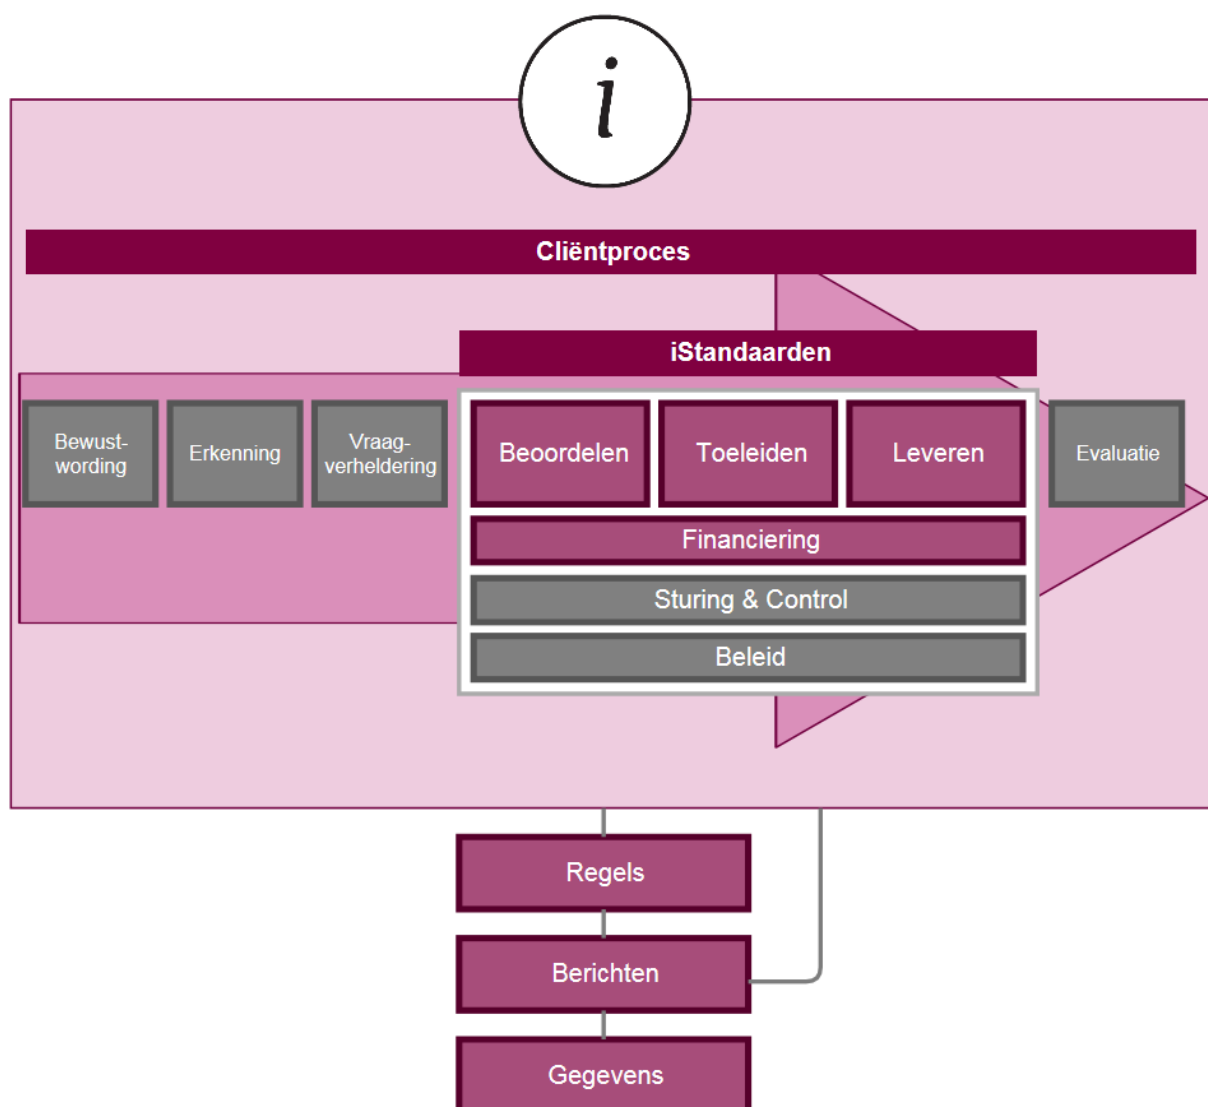 i
Cliëntproces
iStandaarden
Bewust-
wording
Erkenning
Vraag-
verheldering
Beoordelen
Toeleiden
Leveren
Evaluatie
Financiering
Sturing & Control
Beleid
Regels
Berichten
Gegevens